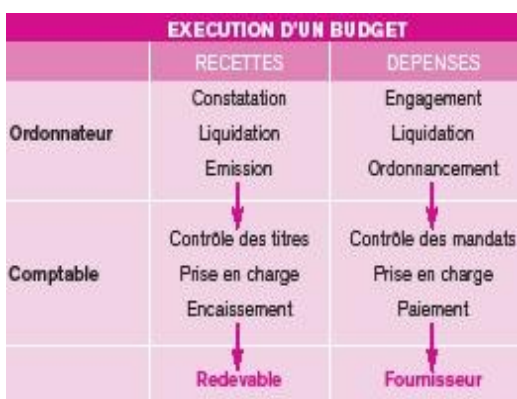 EXECUTION D'UN BUDGET
RECETTES DEPENSES
Constatation Engagement
Ordonnateur Liquidation Liquidation
Emission Ordonnancement
Contrôle des titres Contrôle des mandats
Comptable Prise en charge Prise en charge
Encaissement Paiement
Redevable Fournisseur